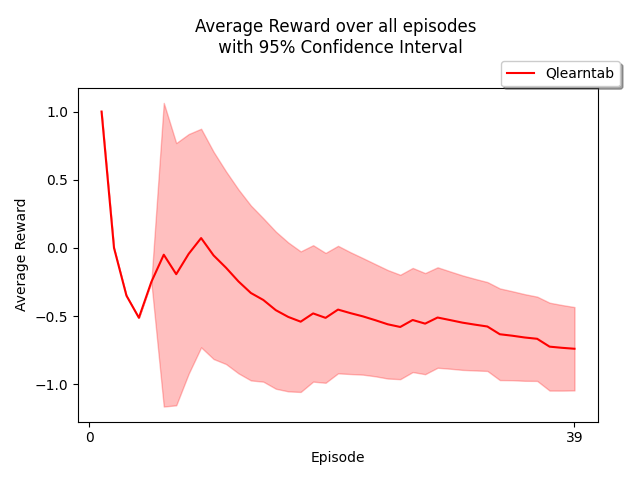 Average Reward over all episodes
with 95% Confidence Interval
Qlearntab
1.0
0.5
0.0
−0.5
−1.0
Average Reward
0
39
Episode